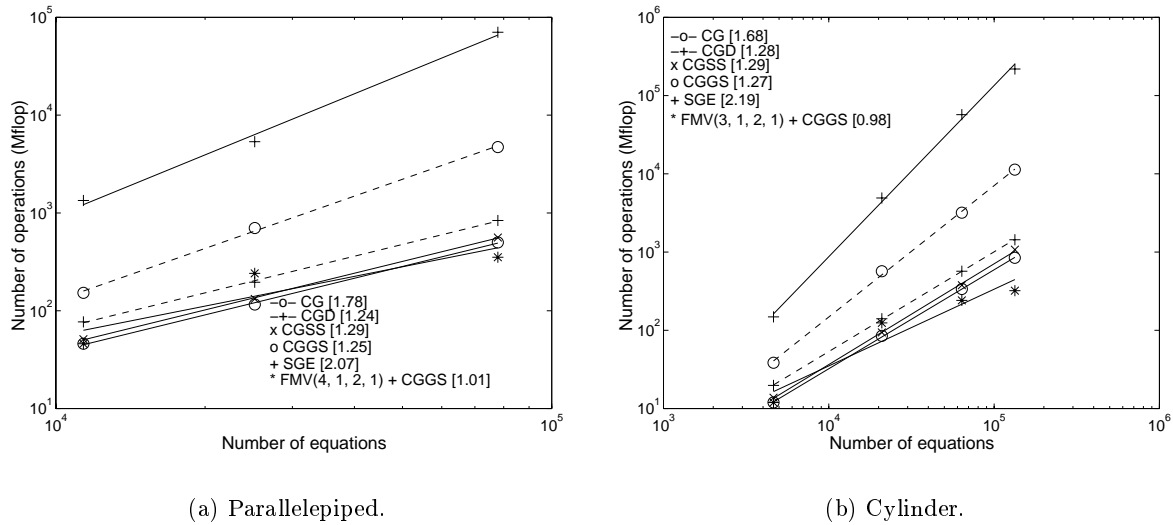 10^5
10^4
10^3
10^2
10^1
Number of operations (Mflop)
–o– CG [1.78]
–+– CGD [1.24]
x CGSS [1.29]
o CGGS [1.25]
+ SGE [2.07]
* FMV(4, 1, 2, 1) + CGGS [1.01]
10^4
10^5
Number of equations
(a) Parallelepiped.
10^6
10^5
10^4
10^3
10^2
10^1
Number of operations (Mflop)
–o– CG [1.68]
–+– CGD [1.28]
x CGSS [1.29]
o CGGS [1.27]
+ SGE [2.19]
* FMV(3, 1, 2, 1) + CGGS [0.98]
10^3
10^4
10^5
10^6
Number of equations
(b) Cylinder.